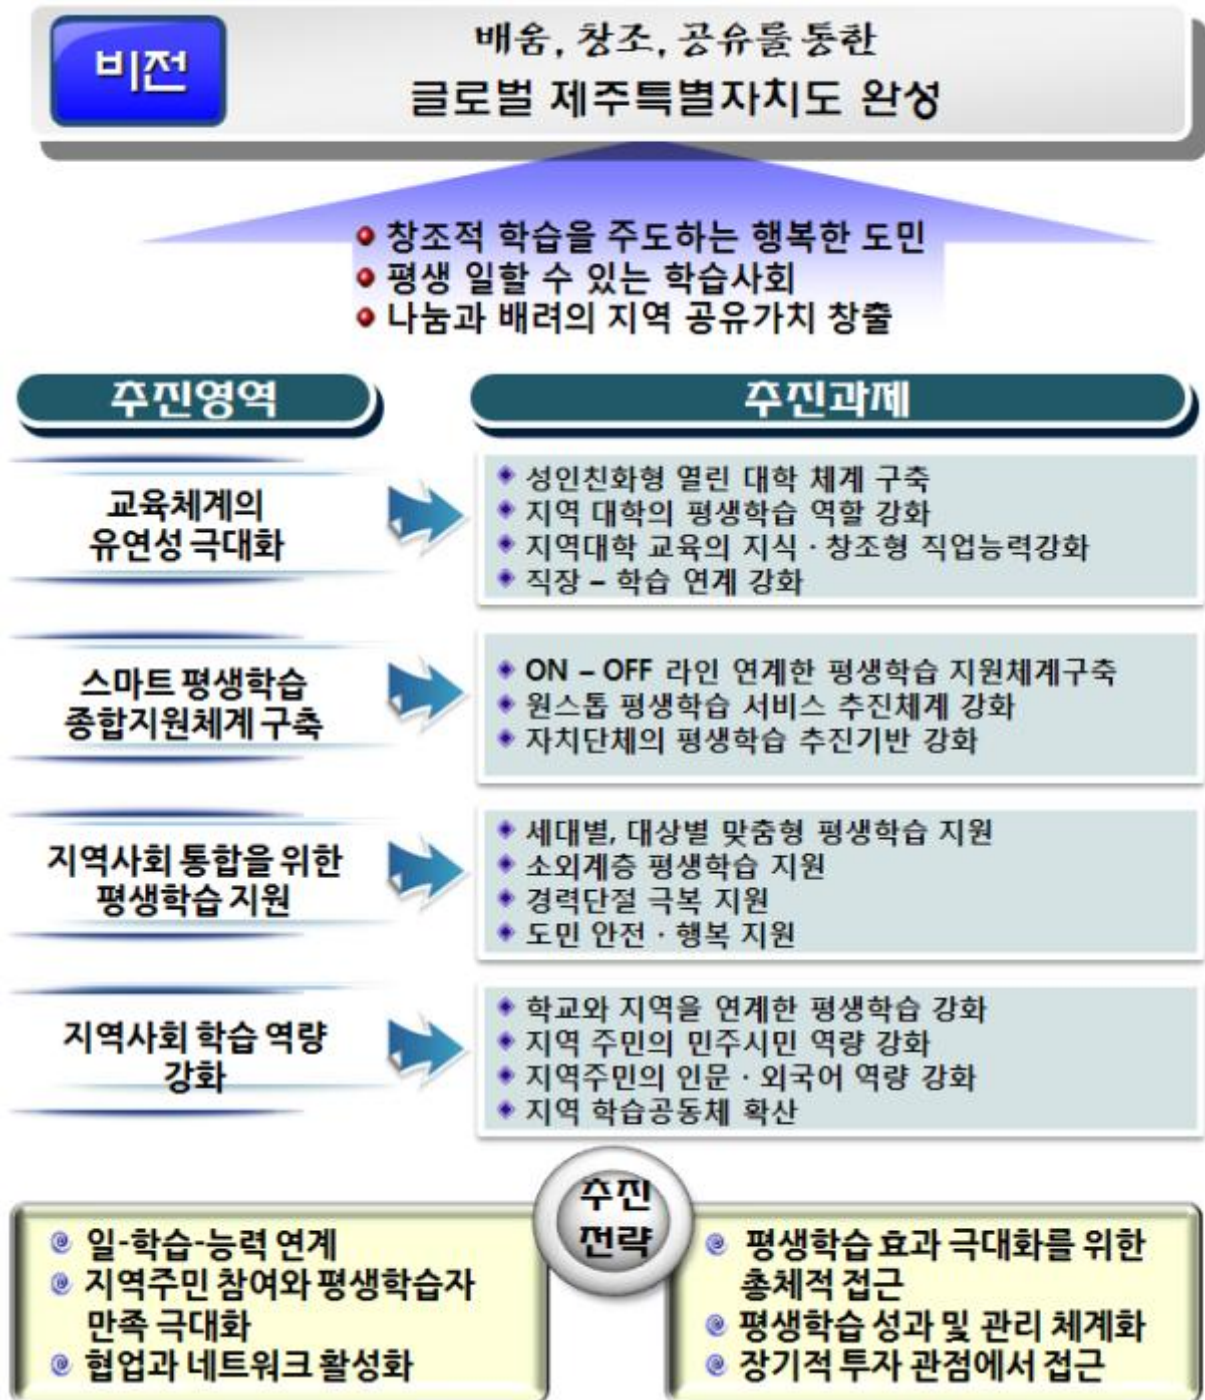 비전
배움, 창조, 공유를 통한
글로벌 제주특별자치도 완성
창조적 학습을 주도하는 행복한 도민
평생 일할 수 있는 학습사회
나눔과 배려의 지역 공유가치 창출
추진영역
추진과제
교육체계의
유연성 극대화
성인친화형 열린 대학 체계 구축
지역 대학의 평생학습 역할 강화
지역대학 교육의 지식 · 창조형 직업능력강화
직장 – 학습 연계 강화
스마트 평생학습
종합지원체계 구축
ON – OFF 라인 연계한 평생학습 지원체계구축
원스톱 평생학습 서비스 추진체계 강화
자치단체의 평생학습 추진기반 강화
지역사회 통합을 위한
평생학습 지원
세대별, 대상별 맞춤형 평생학습 지원
소외계층 평생학습 지원
경력단절 극복 지원
도민 안전 · 행복 지원
지역사회 학습 역량
강화
학교와 지역을 연계한 평생학습 강화
지역 주민의 민주시민 역량 강화
지역주민의 인문 · 외국어 역량 강화
지역 학습공동체 확산
추진
전략
일-학습-능력 연계
지역주민 참여와 평생학습자
만족 극대화
협업과 네트워크 활성화
평생학습 효과 극대화를 위한
총체적 접근
평생학습 성과 및 관리 체계화
장기적 투자 관점에서 접근